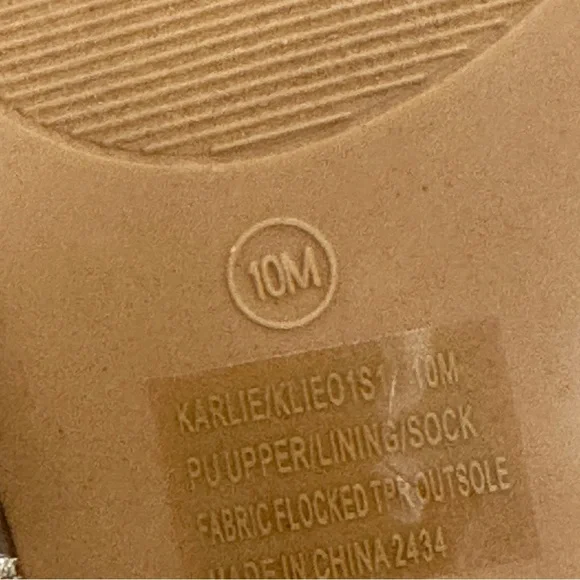 10M
KARLIE/KLIE01S1 10M
PU UPPER/LINING/SOCK
FABRIC FLOCKED TPR OUTSOLE
MADE IN CHINA 2434